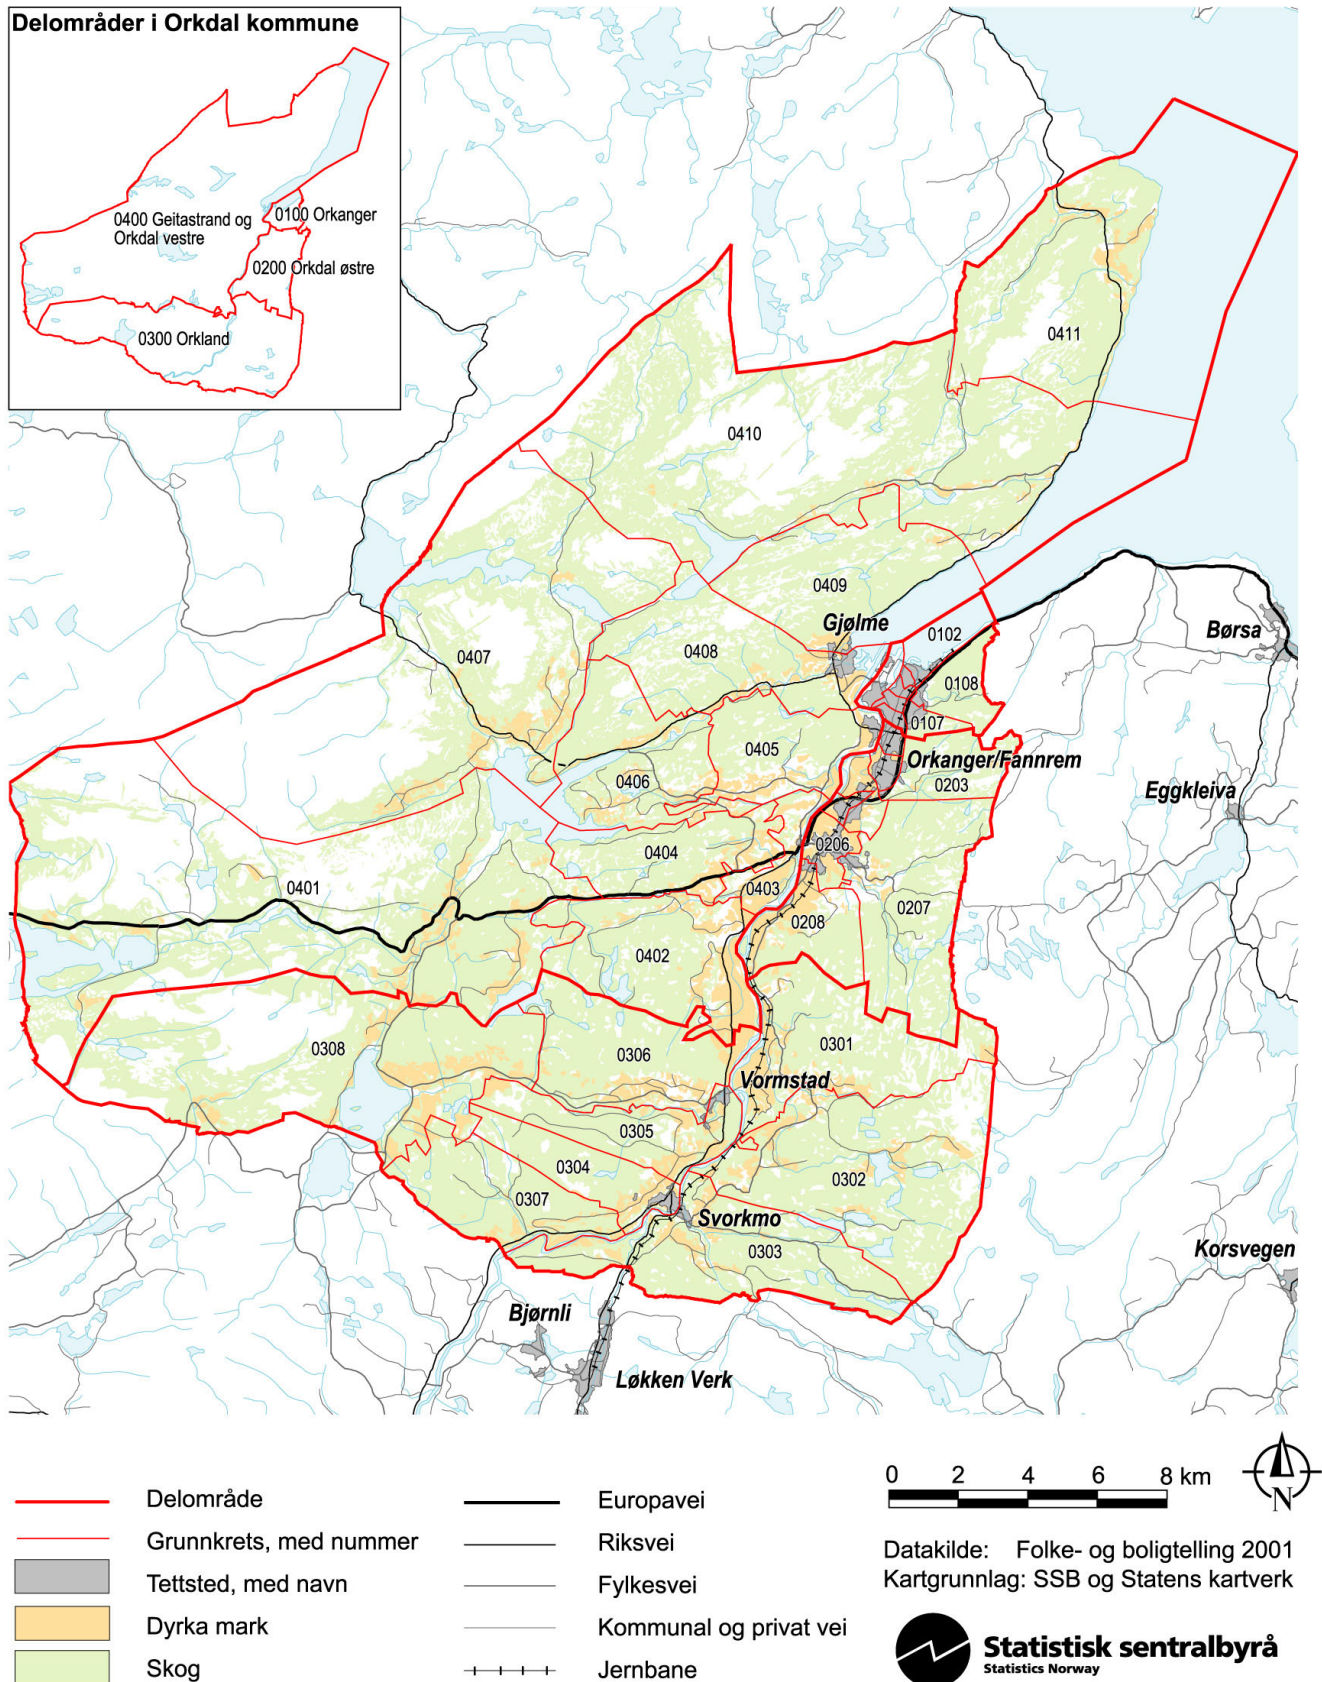 Delområder i Orkdal kommune
0400 Geitastrand og
Orkdal vestre
0100 Orkanger
0200 Orkdal østre
0300 Orkland
0411
0410
0409
Gjølme
0102
Børsa
0407
0408
0108
0107
0405
Orkanger/Fannrem
0406
0203
Eggkleiva
0206
0404
0401
0403
0207
0208
0402
0308
0306
0301
Vormstad
0305
0304
0302
0307
Svorkmo
0303
Korsvegen
Bjørnli
Løkken Verk
0 2 4 6 8 km
N
Delområde
Grunnkrets, med nummer
Tettsted, med navn
Dyrka mark
Skog
Europavei
Riksvei
Fylkesvei
Kommunal og privat vei
Jernbane
Datakilde: Folke- og boligtelling 2001
Kartgrunnlag: SSB og Statens kartverk
Statistisk sentralbyrå
Statistics Norway